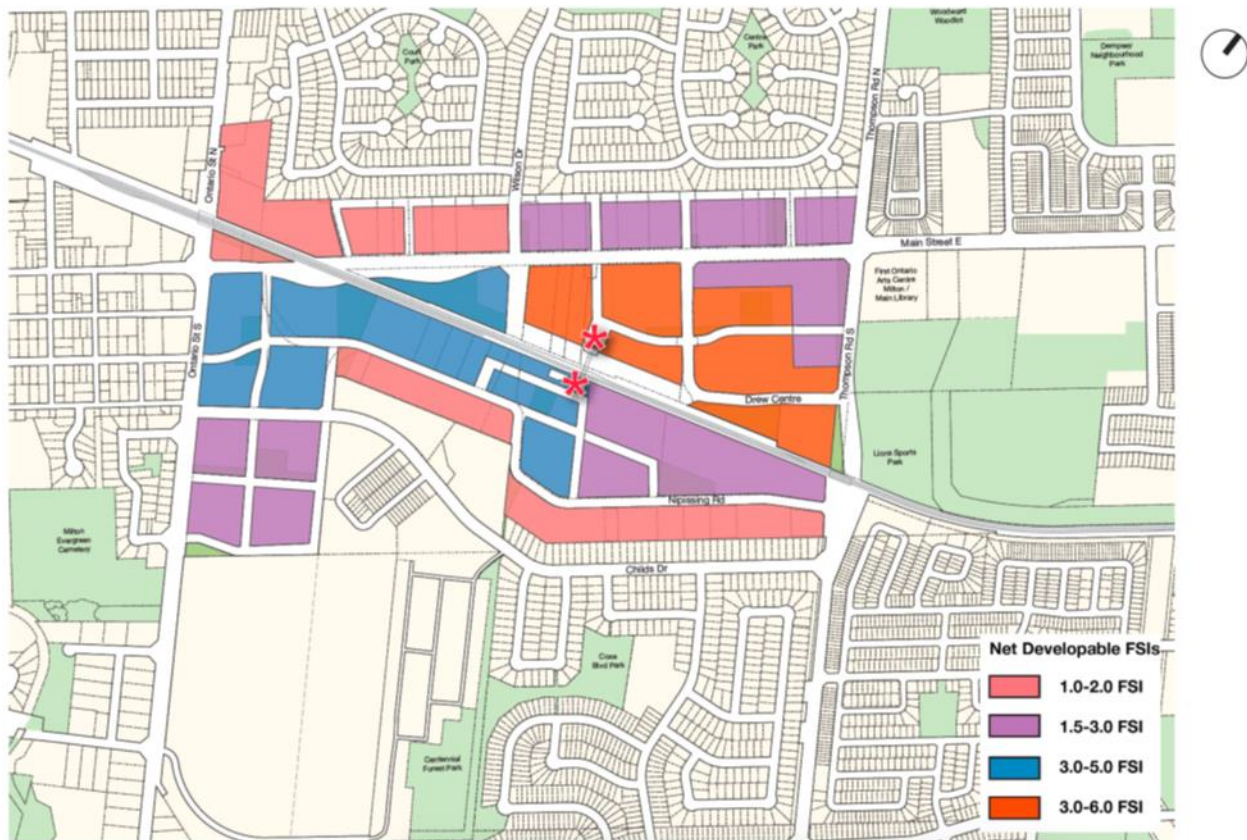 Woodward
Woodlot
Court
Park
Centre
Park
Dempsey
Neighbourhood
Park
Thompson Rd N
Ontario St N
Wilson Dr
Main Street E
First Ontario
Arts Centre
Milton /
Main Library
Ontario St S
Thompson Rd S
Drew Centre
Lions Sports
Park
Nipissing Rd
Milton
Evergreen
Cemetery
Childs Dr
Coxe
Blvd Park
Centennial
Forest Park
Net Developable FSIs
1.0-2.0 FSI
1.5-3.0 FSI
3.0-5.0 FSI
3.0-6.0 FSI